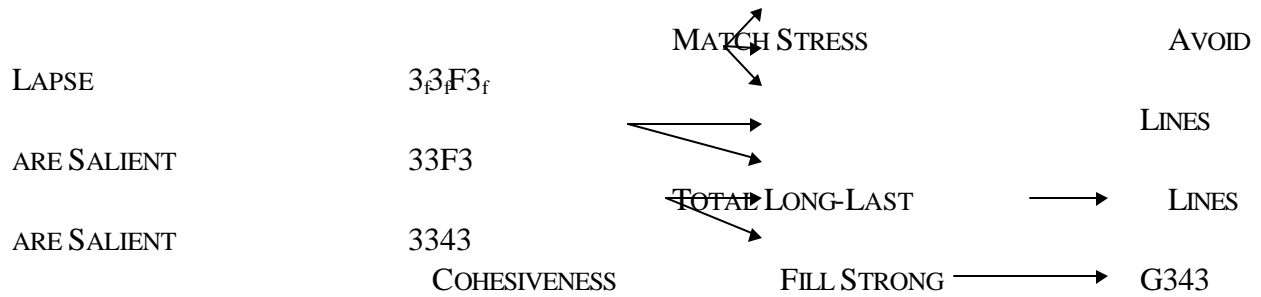 MATCH STRESS AVOID
LAPSE 3f3fF3f
LINES
ARE SALIENT 33F3
TOTAL LONG-LAST LINES
ARE SALIENT 3343
COHESIVENESS FILL STRONG G343